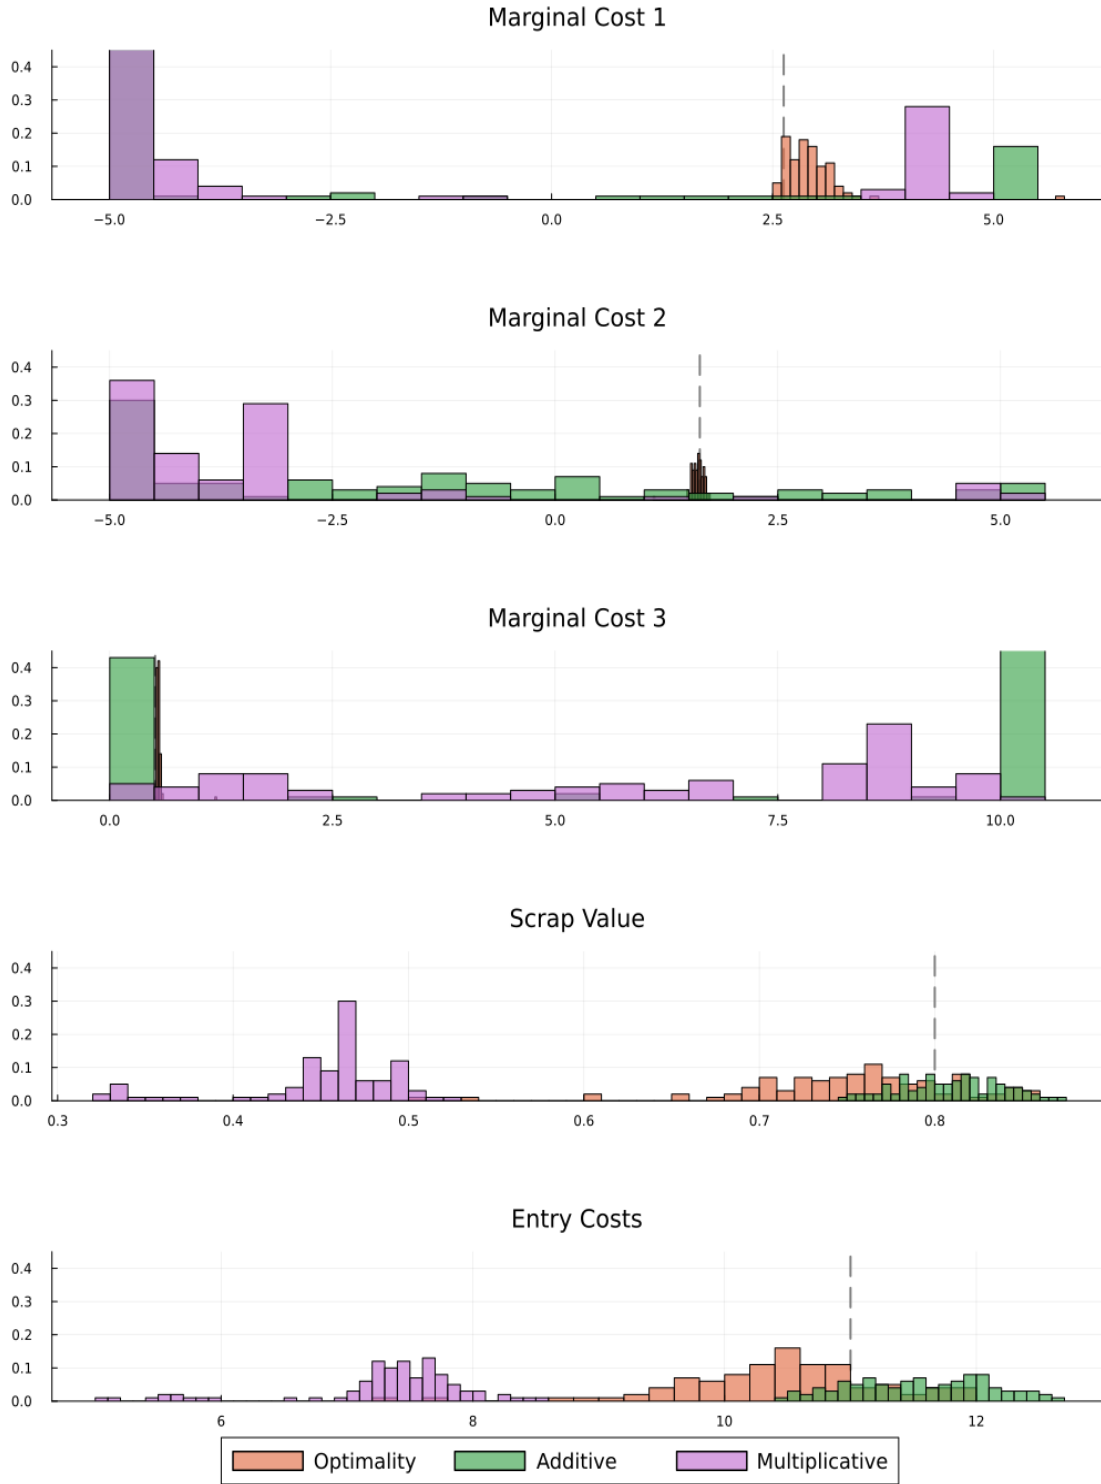 Marginal Cost 1
0.4
0.3
0.2
0.1
0.0
−5.0 −2.5 0.0 2.5 5.0
Marginal Cost 2
0.4
0.3
0.2
0.1
0.0
−5.0 −2.5 0.0 2.5 5.0
Marginal Cost 3
0.4
0.3
0.2
0.1
0.0
0.0 2.5 5.0 7.5 10.0
Scrap Value
0.4
0.3
0.2
0.1
0.0
0.3 0.4 0.5 0.6 0.7 0.8
Entry Costs
0.4
0.3
0.2
0.1
0.0
6 8 10 12
Optimality Additive Multiplicative